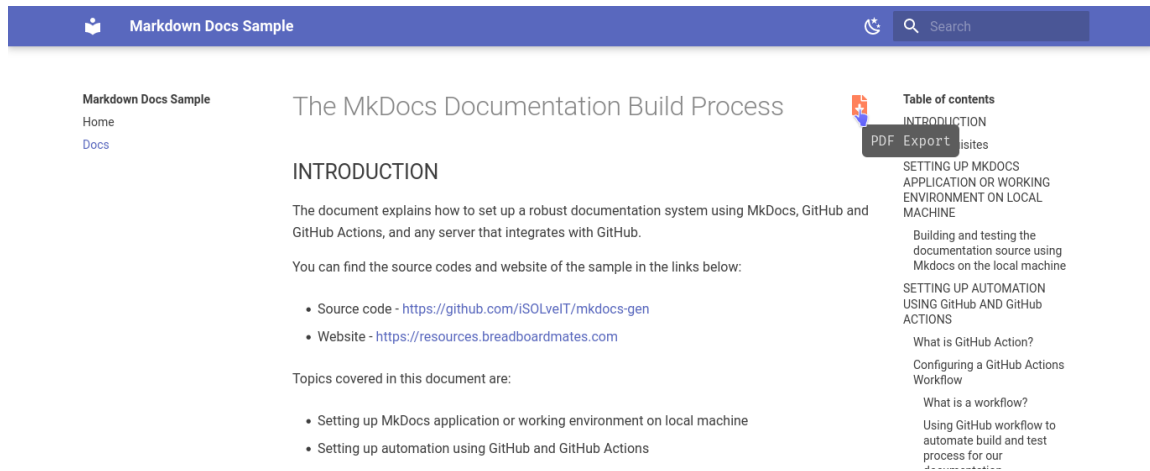 Markdown Docs Sample
Search
Markdown Docs Sample
Home
Docs
The MkDocs Documentation Build Process
PDF Export
INTRODUCTION
The document explains how to set up a robust documentation system using MkDocs, GitHub and
GitHub Actions, and any server that integrates with GitHub.
You can find the source codes and website of the sample in the links below:
• Source code - https://github.com/iSOLveIT/mkdocs-gen
• Website - https://resources.breadboardmates.com
Topics covered in this document are:
• Setting up MkDocs application or working environment on local machine
• Setting up automation using GitHub and GitHub Actions
Table of contents
INTRODUCTION
SETTING UP MKDOCS
APPLICATION OR WORKING
ENVIRONMENT ON LOCAL
MACHINE
Building and testing the
documentation source using
Mkdocs on the local machine
SETTING UP AUTOMATION
USING GitHub AND GitHub
ACTIONS
What is GitHub Action?
Configuring a GitHub Actions
Workflow
What is a workflow?
Using GitHub workflow to
automate build and test
process for our